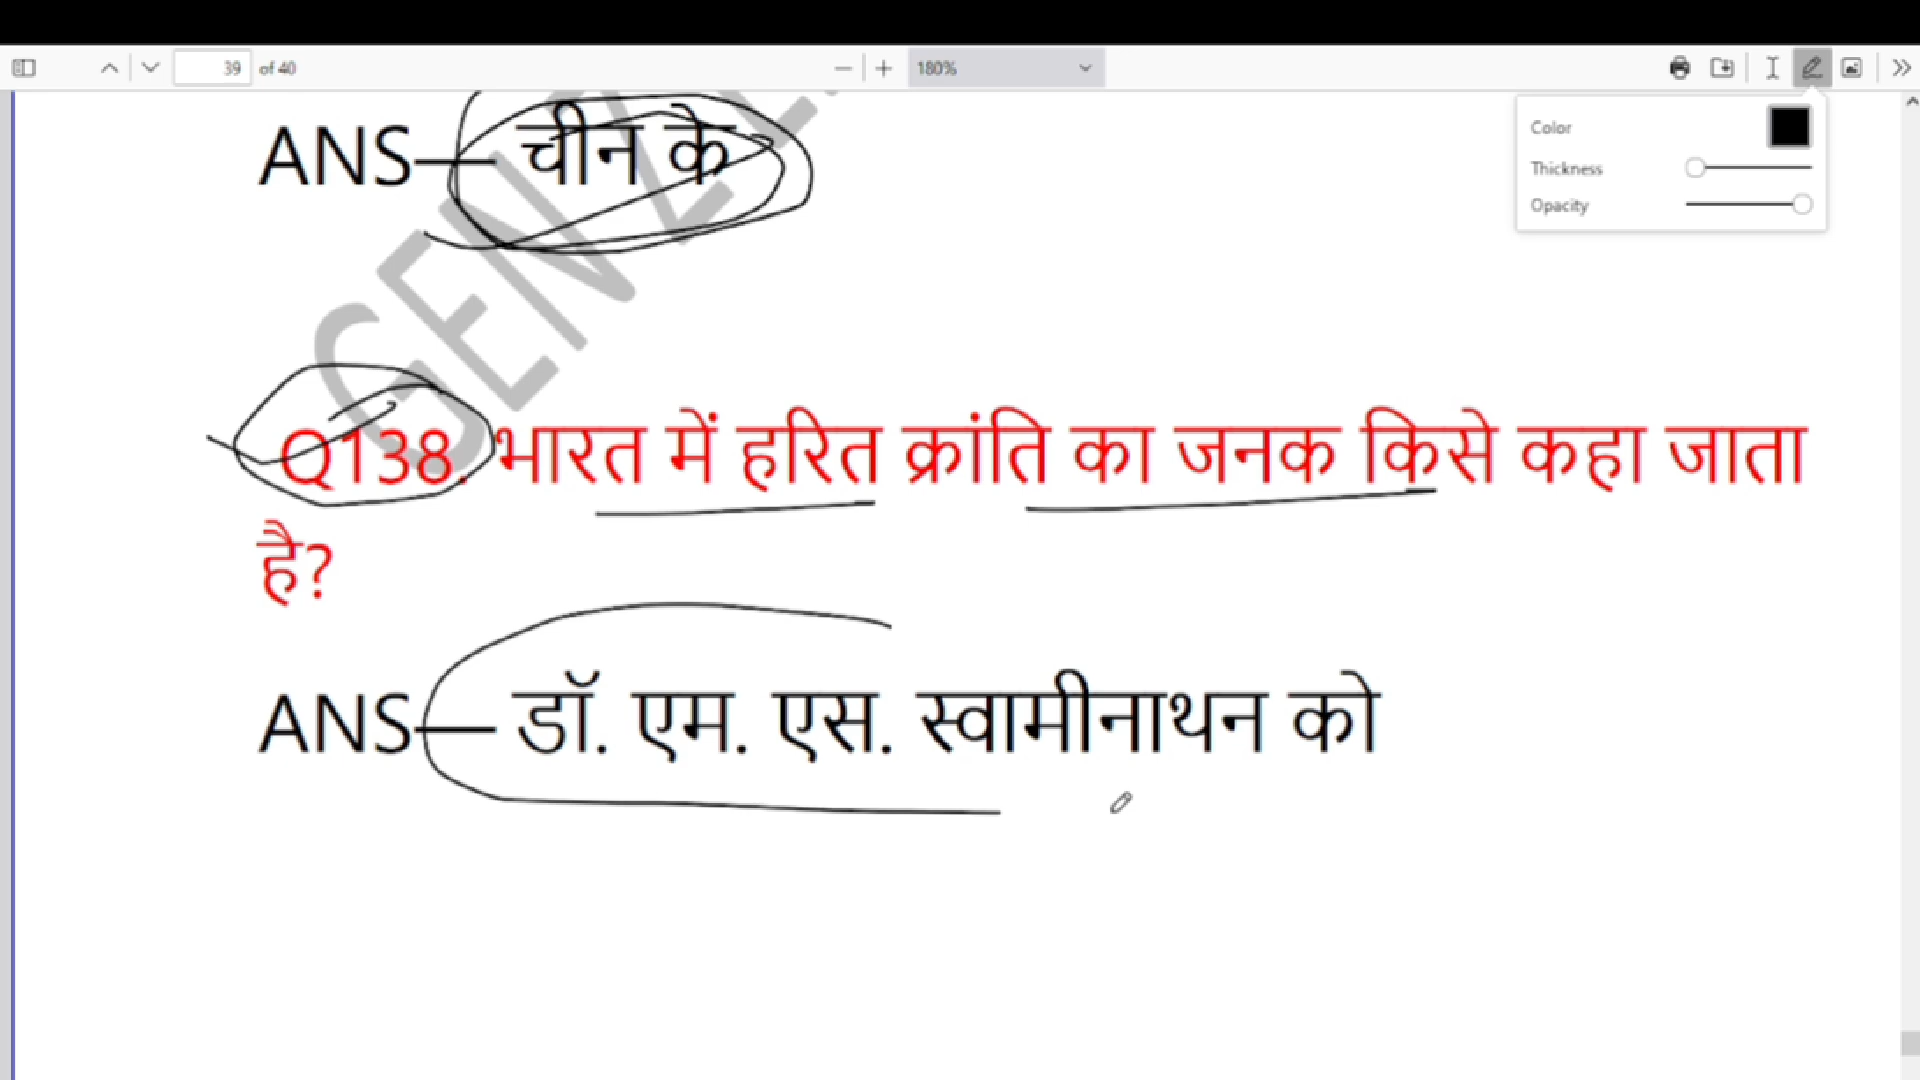 39 of 40
180%
Color
Thickness
Opacity
ANS— चीन के
Q138. भारत में हरित क्रांति का जनक किसे कहा जाता
है?
ANS— डॉ. एम. एस. स्वामीनाथन को